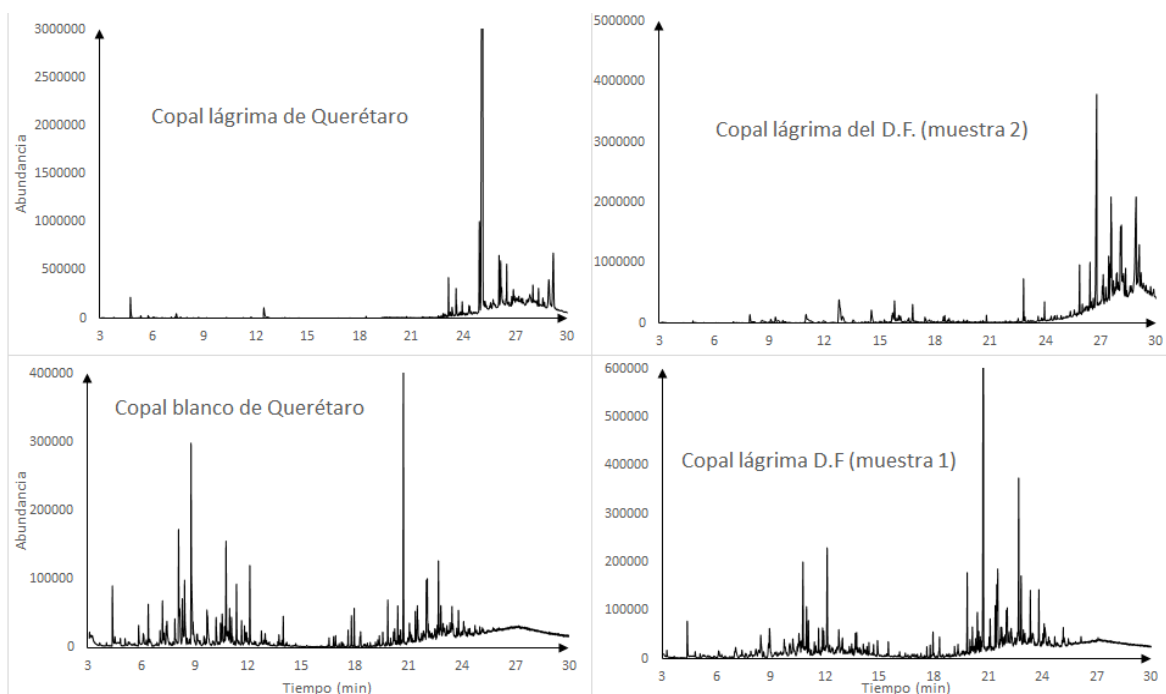 Copal lágrima de Querétaro
Abundancia
3000000
2500000
2000000
1500000
1000000
500000
0
3 6 9 12 15 18 21 24 27 30
Copal lágrima del D.F. (muestra 2)
5000000
4000000
3000000
2000000
1000000
0
3 6 9 12 15 18 21 24 27 30
Copal blanco de Querétaro
Abundancia
400000
300000
200000
100000
0
3 6 9 12 15 18 21 24 27 30
Tiempo (min)
Copal lágrima D.F (muestra 1)
600000
500000
400000
300000
200000
100000
0
3 6 9 12 15 18 21 24 27 30
Tiempo (min)